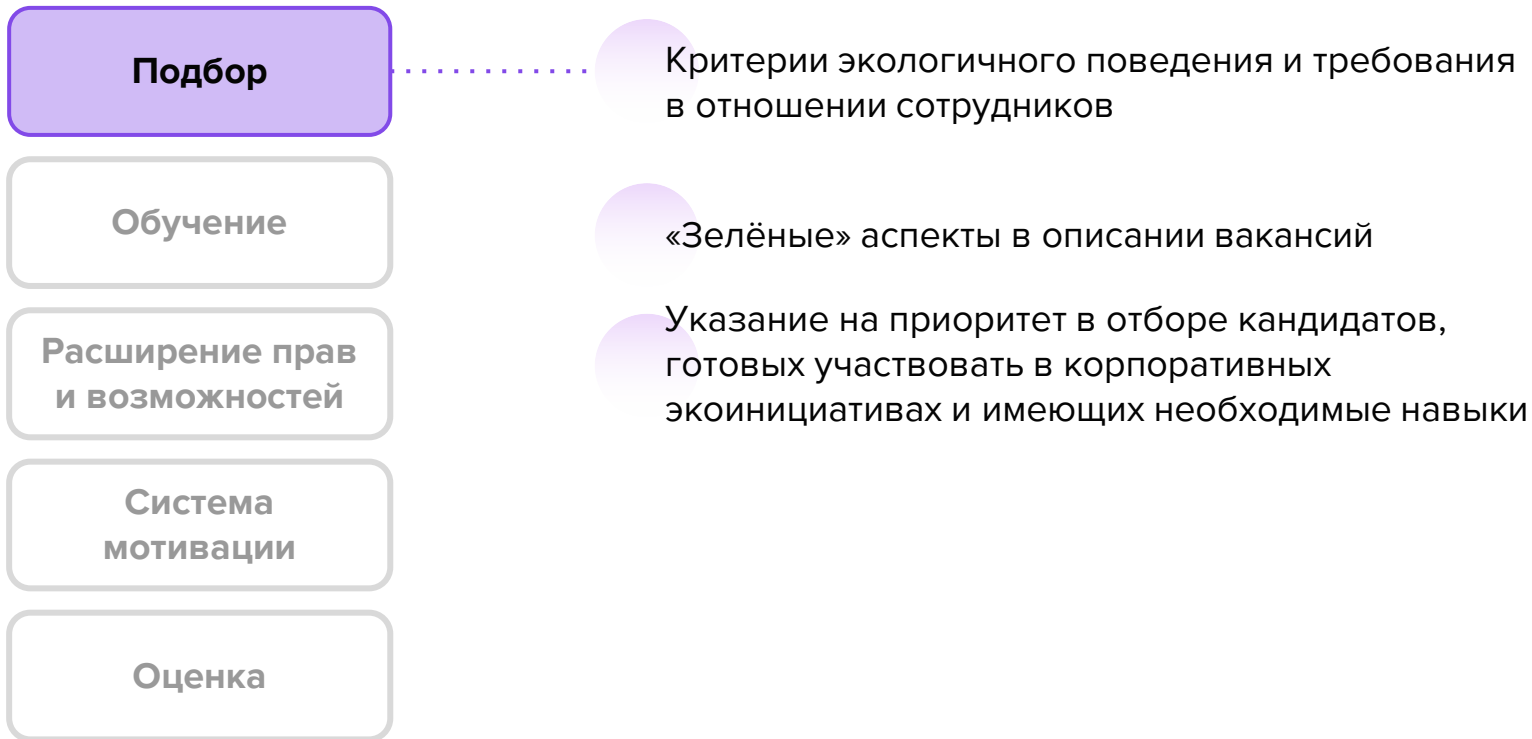 Подбор
Критерии экологичного поведения и требования
в отношении сотрудников
Обучение
«Зелёные» аспекты в описании вакансий
Расширение прав
и возможностей
Указание на приоритет в отборе кандидатов,
готовых участвовать в корпоративных
экоинициативах и имеющих необходимые навыки
Система
мотивации
Оценка